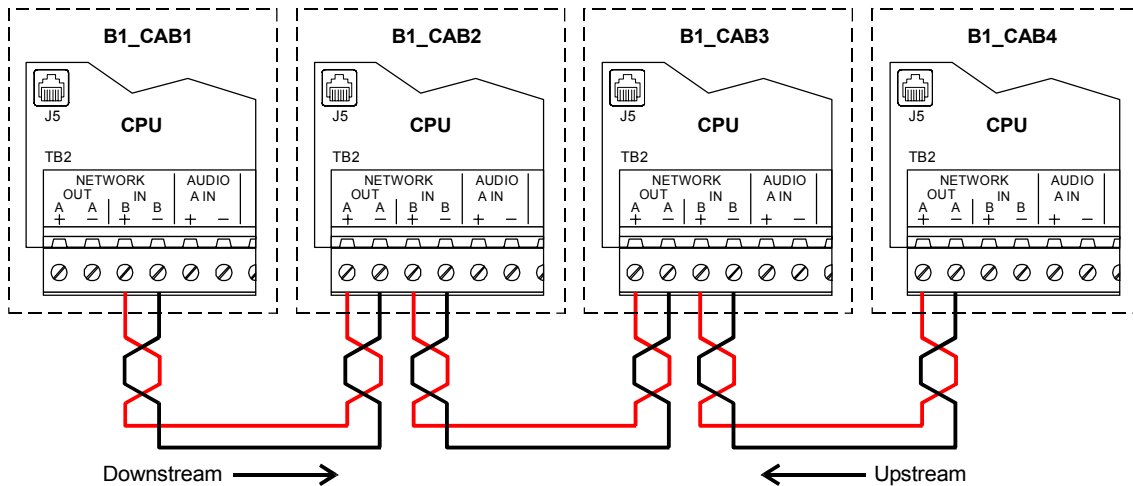 B1_CAB1
J5
CPU
TB2
NETWORK
AUDIO
OUT
IN
A IN
A
A
B
B
+
−
+
−
+
−
B1_CAB2
J5
CPU
TB2
NETWORK
AUDIO
OUT
IN
A IN
A
A
B
B
+
−
+
−
+
−
B1_CAB3
J5
CPU
TB2
NETWORK
AUDIO
OUT
IN
A IN
A
A
B
B
+
−
+
−
+
−
B1_CAB4
J5
CPU
TB2
NETWORK
AUDIO
OUT
IN
A IN
A
A
B
B
+
−
+
−
+
−
Downstream
Upstream